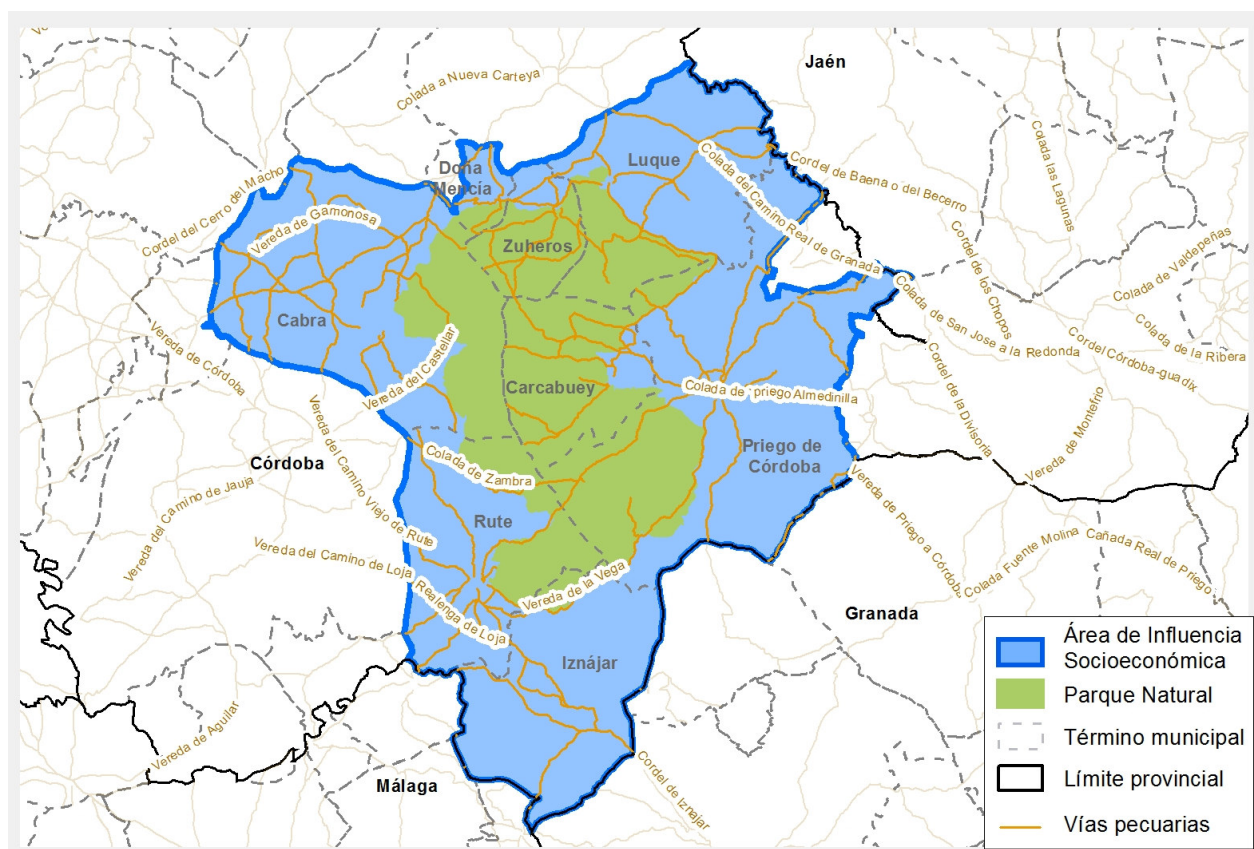 Jaén
Colada a Nueva Carteya
Colada las Lagunas
Luque
Doña
Mencía
Cordel del Cerro del Macho
Colada del Camino Real de Granada
Cordel de Baena o del Becerro
Vereda de Gamonosa
Zuheros
Cordel de los Chopos
Colada de Valdepeñas
Cabra
Colada de San Jose a la Redonda
Colada de la Ribera
Vereda de Córdoba
Cordel Córdoba-guadix
Vereda del Castellar
Carcabuey
Colada de priego Almedinilla
Cordel de la Divisoria
Vereda de Montefrio
Priego de
Córdoba
Córdoba
Colada de Zambra
Vereda del Camino Viejo de Rute
Vereda del Camino de Jauja
Rute
Vereda de Priego a Córdoba
Colada Fuente Molina
Cañada Real de Priego
Vereda del Camino de Loja
Realenga de Loja
Vereda de la Vega
Granada
Iznájar
Vereda de Aguilar
Málaga
Cordel de Iznajar
Área de Influencia
Socioeconómica
Parque Natural
Término municipal
Límite provincial
Vías pecuarias